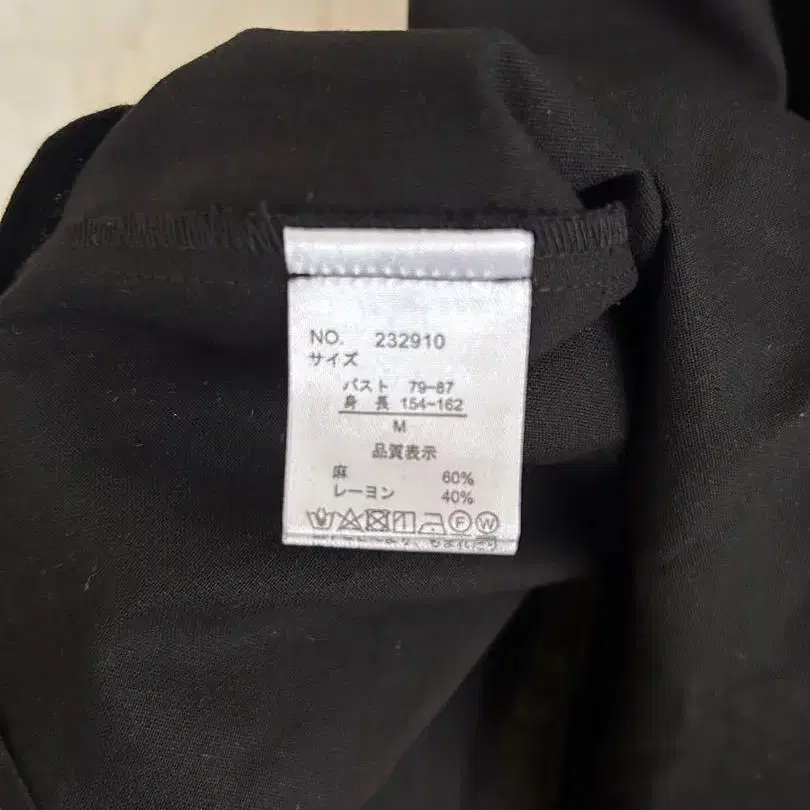 NO. 232910
サイズ
バスト 79-87
身 長 154-162
M
品質表示
麻 60%
レーヨン 40%
F W